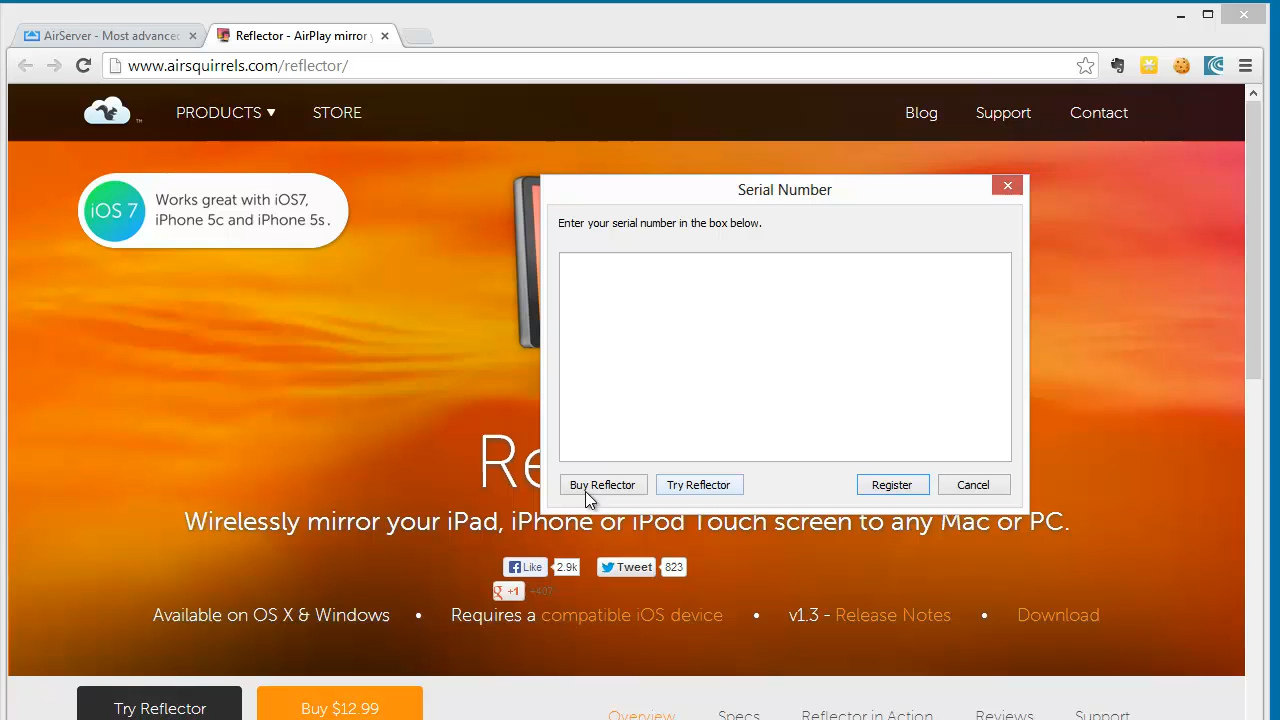 AirServer - Most advanced
Reflector - AirPlay mirror y
www.airsquirrels.com/reflector/
PRODUCTS ▼ STORE Blog Support Contact
iOS 7
Works great with iOS7,
iPhone 5c and iPhone 5s.
Serial Number
Enter your serial number in the box below.
Re
Buy Reflector Try Reflector Register Cancel
Wirelessly mirror your iPad, iPhone or iPod Touch screen to any Mac or PC.
Like 2.9k Tweet 823
+1 +407
Available on OS X & Windows • Requires a compatible iOS device • v1.3 - Release Notes • Download
Try Reflector Buy $12.99 Overview Specs Reflector in Action Reviews Support